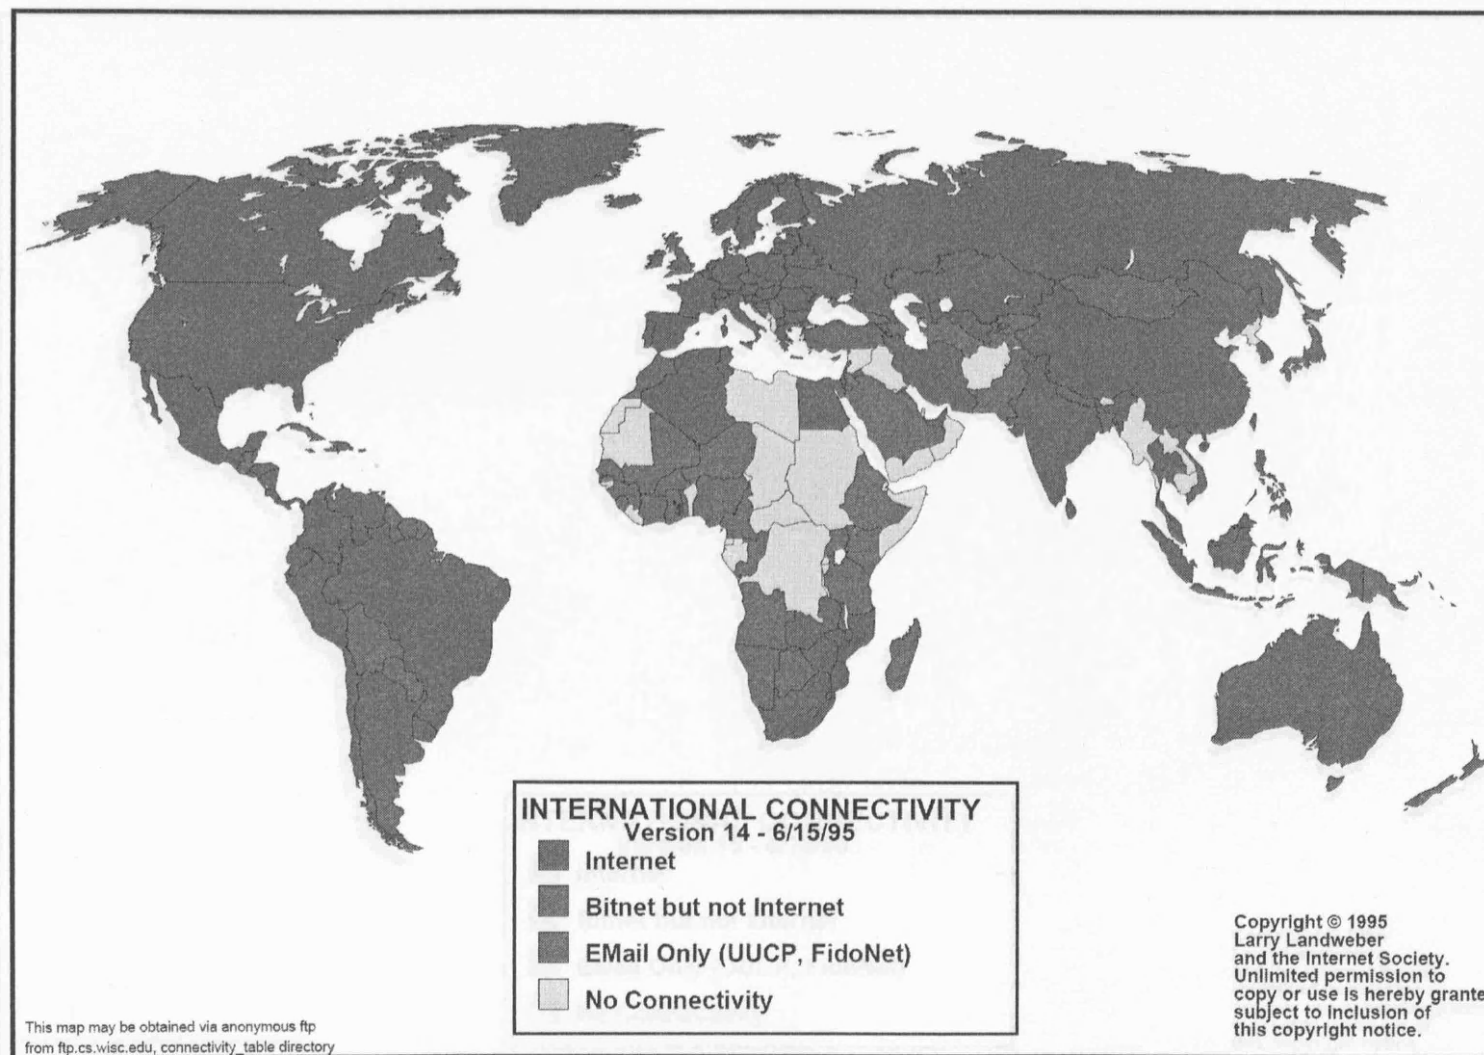 INTERNATIONAL CONNECTIVITY
Version 14 - 6/15/95
Internet
Bitnet but not Internet
EMail Only (UUCP, FidoNet)
No Connectivity
Copyright © 1995
Larry Landweber
and the Internet Society.
Unlimited permission to
copy or use is hereby grante
subject to inclusion of
this copyright notice.
This map may be obtained via anonymous ftp
from ftp.cs.wisc.edu, connectivity_table directory